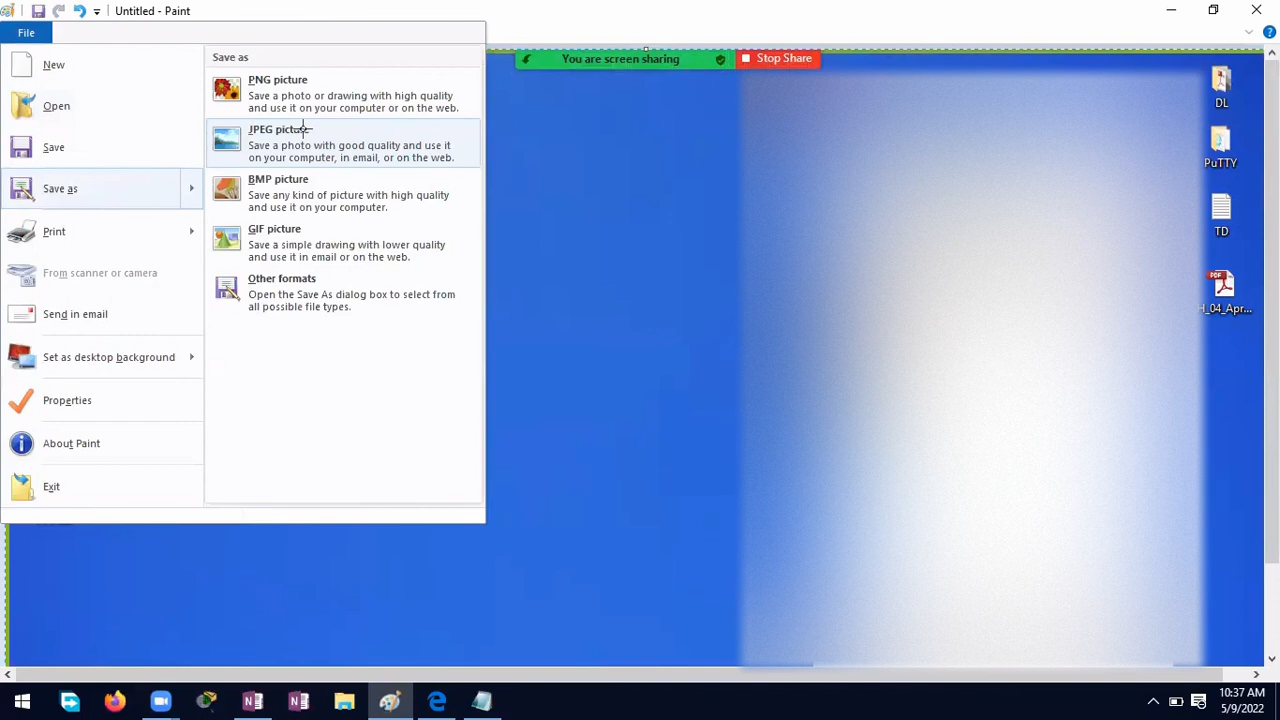 Untitled - Paint
File
You are screen sharing
Stop Share
New
Open
Save
Save as
Print
From scanner or camera
Send in email
Set as desktop background
Properties
About Paint
Exit
Save as
PNG picture
Save a photo or drawing with high quality
and use it on your computer or on the web.
JPEG picture
Save a photo with good quality and use it
on your computer, in email, or on the web.
BMP picture
Save any kind of picture with high quality
and use it on your computer.
GIF picture
Save a simple drawing with lower quality
and use it in email or on the web.
Other formats
Open the Save As dialog box to select from
all possible file types.
DL
PuTTY
TD
PDF
H_04_Apr...
10:37 AM
5/9/2022